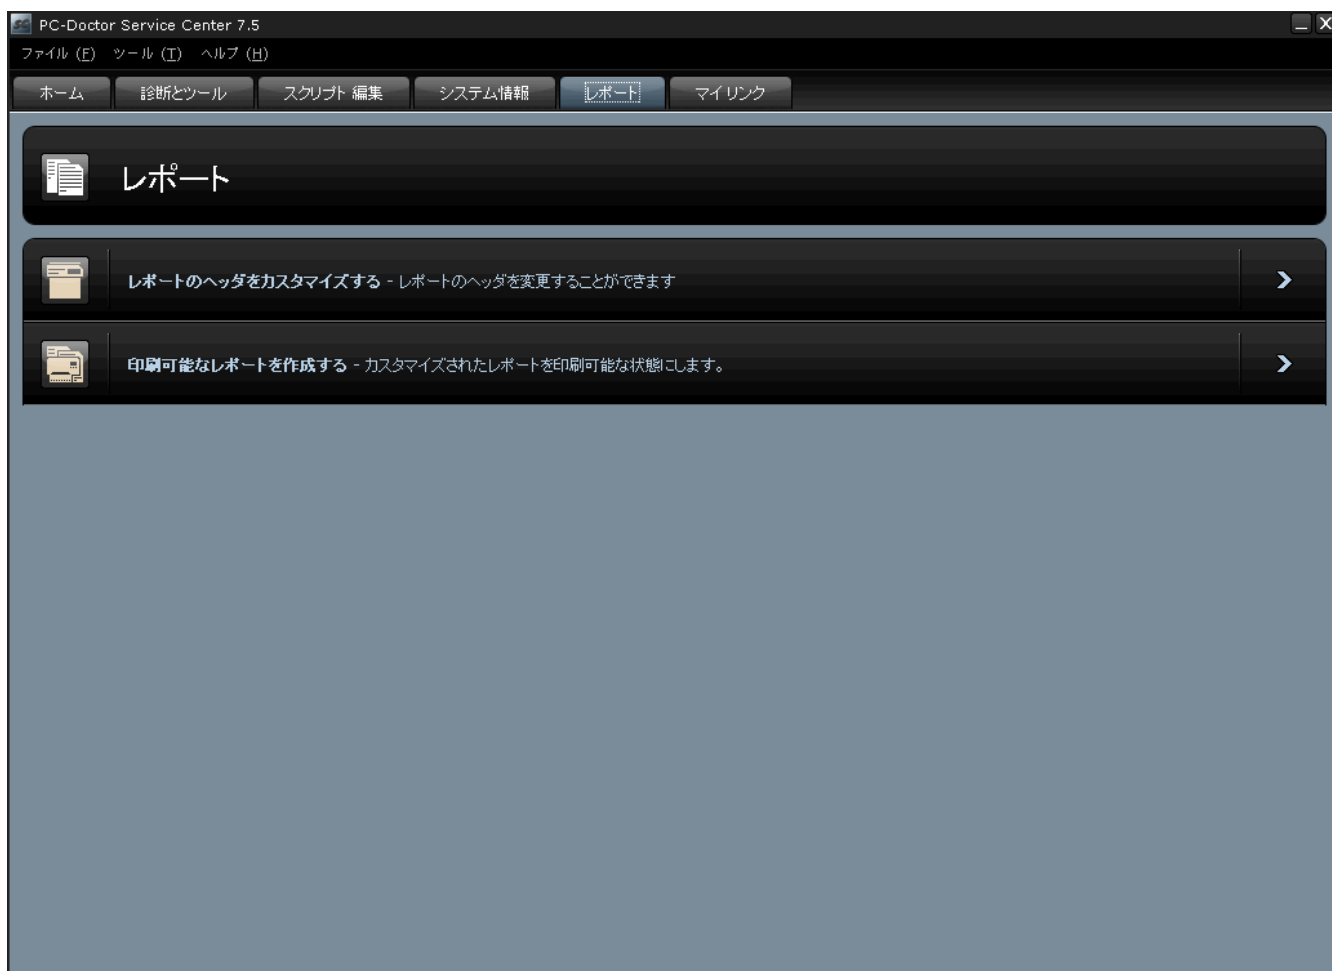 PC-Doctor Service Center 7.5
ファイル (F) ツール (T) ヘルプ (H)
ホーム 診断とツール スクリプト 編集 システム情報 レポート マイ リンク
レポート
レポートのヘッダをカスタマイズする - レポートのヘッダを変更することができます
印刷可能なレポートを作成する - カスタマイズされたレポートを印刷可能な状態にします。